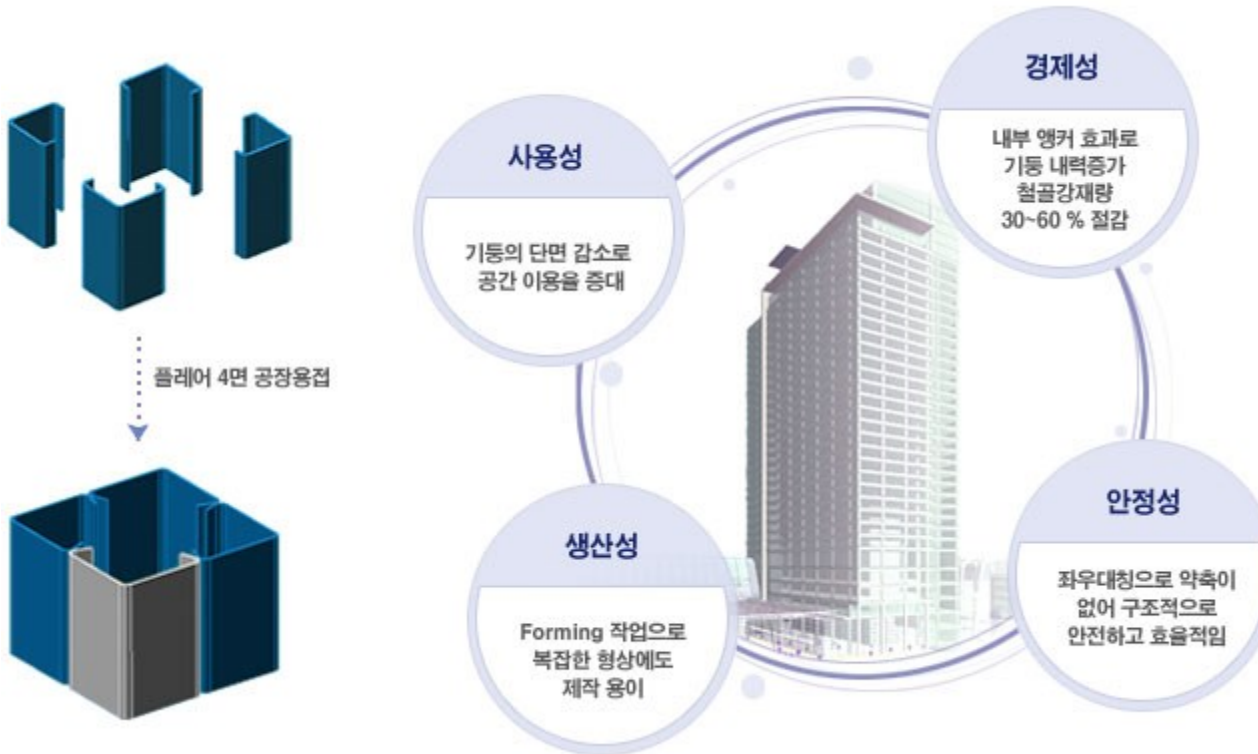 플레어 4면 공장용접
사용성
기둥의 단면 감소로
공간 이용율 증대
경제성
내부 앵커 효과로
기둥 내력증가
철골강재량
30~60 % 절감
생산성
Forming 작업으로
복잡한 형상에도
제작 용이
안정성
좌우대칭으로 약축이
없어 구조적으로
안전하고 효율적임